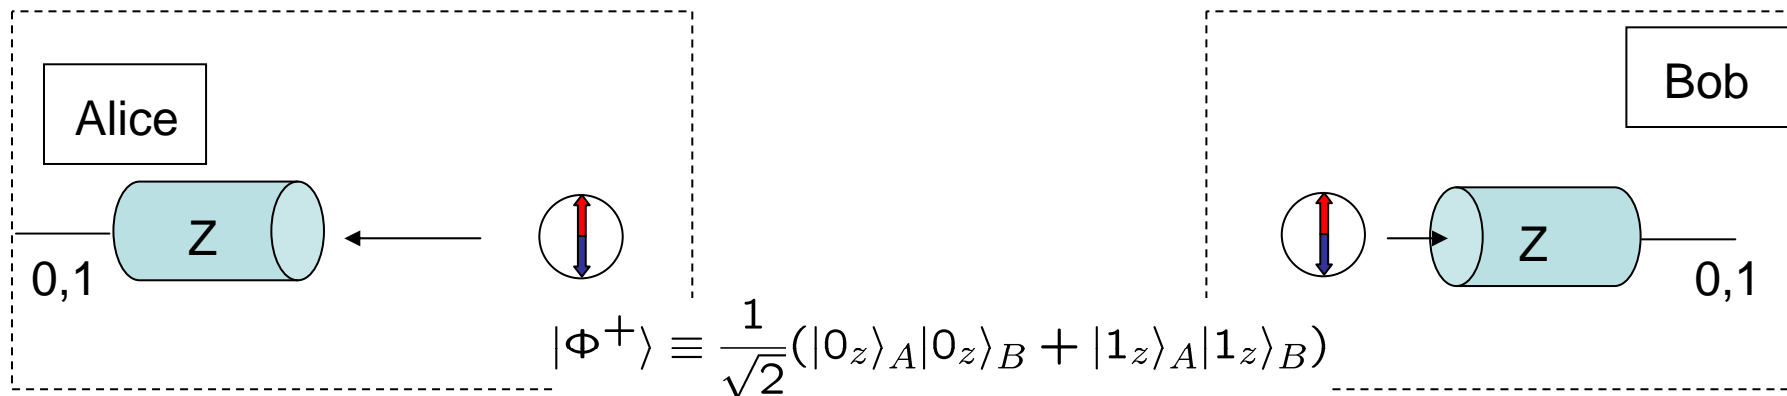 Alice
Bob
Z
Z
0,1
0,1
|Φ⁺⟩ ≡ 1/√2(|0_z⟩_A|0_z⟩_B + |1_z⟩_A|1_z⟩_B)